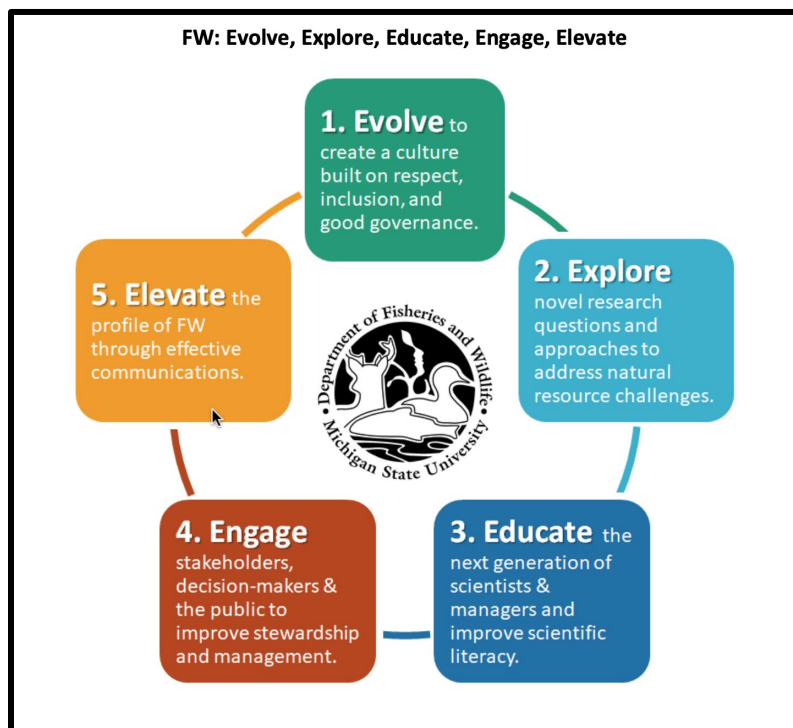 FW: Evolve, Explore, Educate, Engage, Elevate
1. Evolve to
create a culture
built on respect,
inclusion, and
good governance.
2. Explore
novel research
questions and
approaches to
address natural
resource challenges.
3. Educate the
next generation of
scientists &
managers and
improve scientific
literacy.
4. Engage
stakeholders,
decision-makers &
the public to
improve stewardship
and management.
5. Elevate the
profile of FW
through effective
communications.
• Department of Fisheries and Wildlife •
Michigan State University